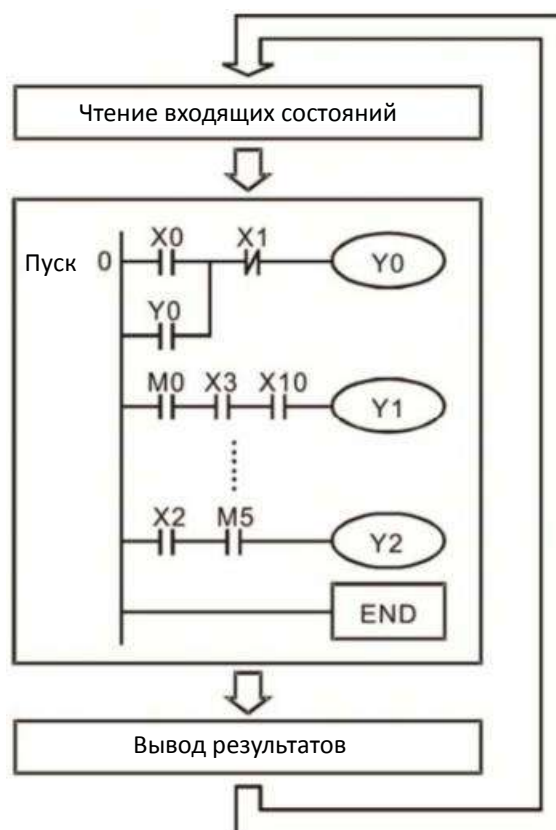 Чтение входящих состояний
X0 X1
Пуск 0 Y0
Y0
M0 X3 X10
Y1
X2 M5
Y2
END
Вывод результатов